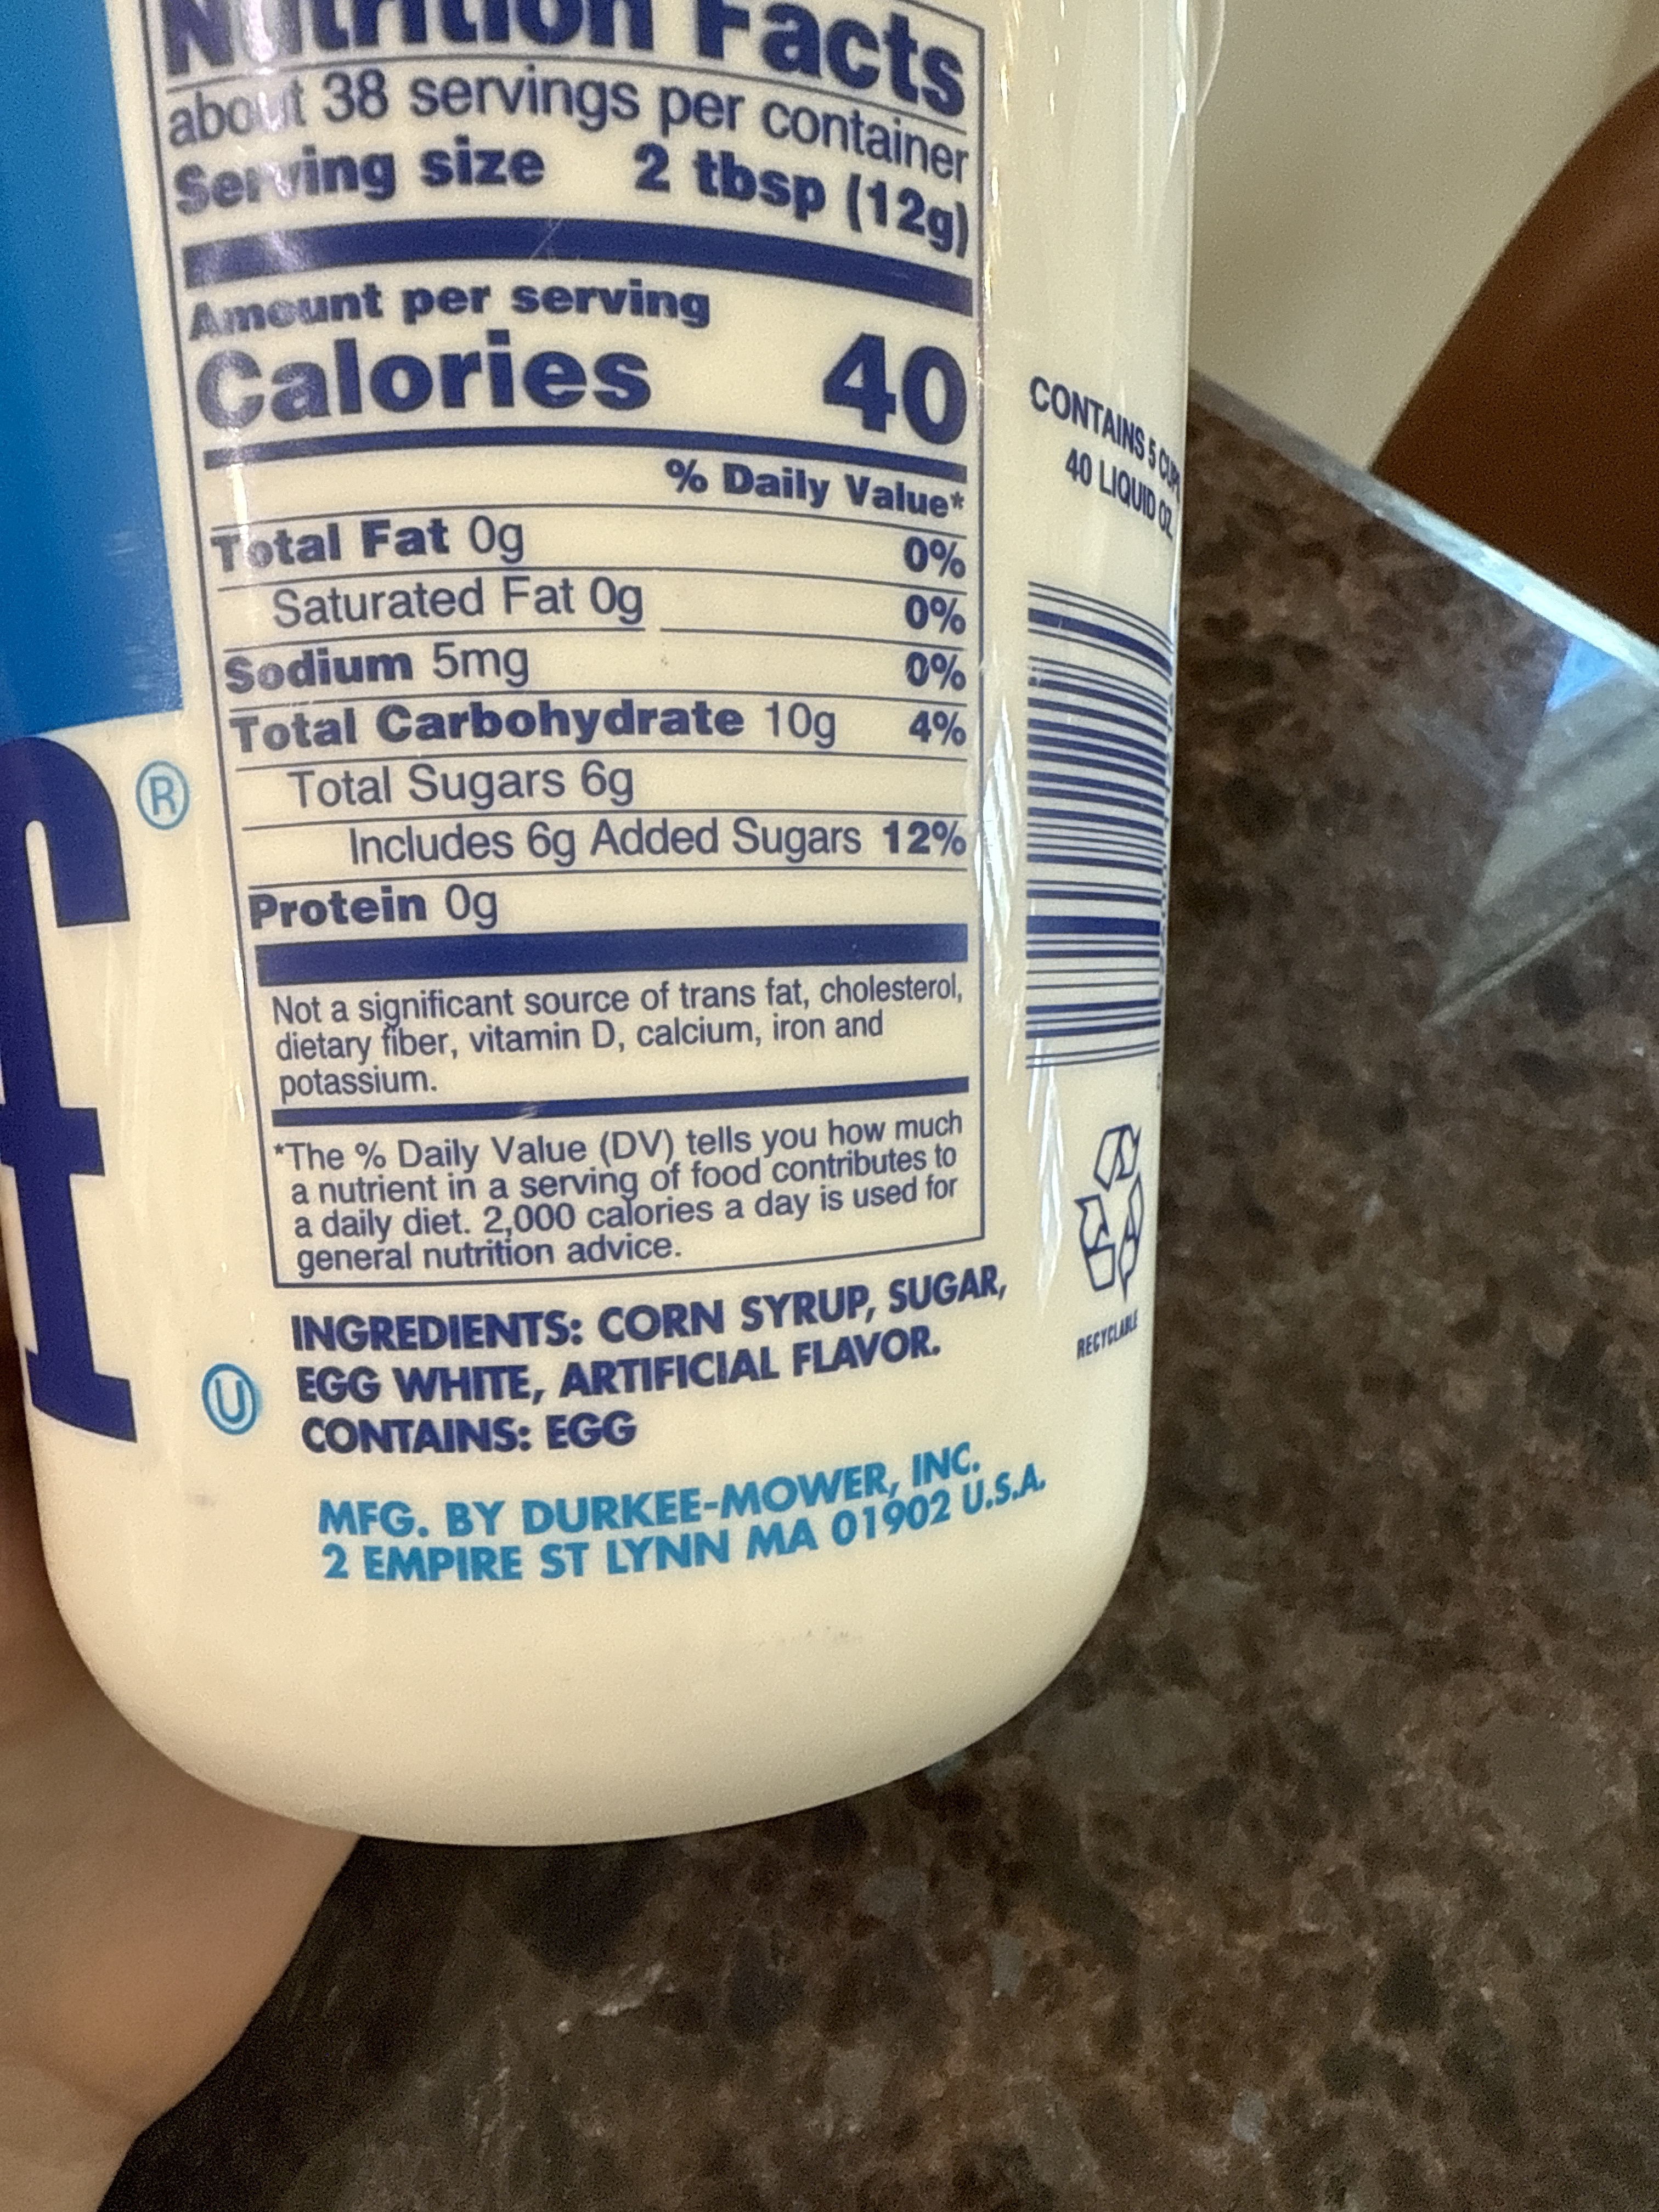 Nutrition Facts
about 38 servings per container
Serving size 2 tbsp (12g)
Amount per serving
Calories 40
% Daily Value*
Total Fat 0g 0%
Saturated Fat 0g 0%
Sodium 5mg 0%
Total Carbohydrate 10g 4%
Total Sugars 6g
Includes 6g Added Sugars 12%
Protein 0g
Not a significant source of trans fat, cholesterol,
dietary fiber, vitamin D, calcium, iron and
potassium.
*The % Daily Value (DV) tells you how much
a nutrient in a serving of food contributes to
a daily diet. 2,000 calories a day is used for
general nutrition advice.
INGREDIENTS: CORN SYRUP, SUGAR,
EGG WHITE, ARTIFICIAL FLAVOR.
CONTAINS: EGG
MFG. BY DURKEE-MOWER, INC.
2 EMPIRE ST LYNN MA 01902 U.S.A.
f®
U
CONTAINS 5 CUPS
40 LIQUID OZ.
RECYCLABLE